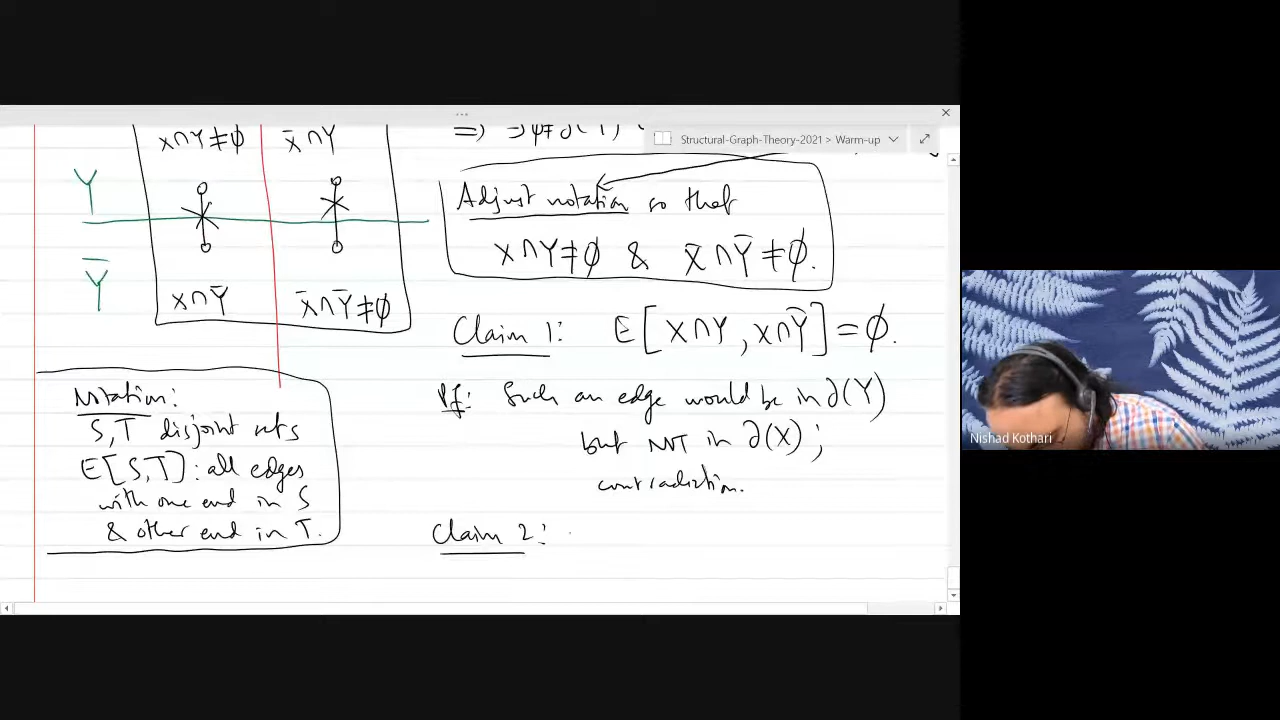 X∩Y≠∅ X̄∩Y
Y
Ȳ
X∩Ȳ X̄∩Ȳ≠∅
Structural-Graph-Theory-2021 > Warm-up
Adjust notation so that
X∩Y≠∅ & X̄∩Ȳ≠∅.
Claim 1: E[X∩Y, X∩Ȳ]=∅.
Pf: Such an edge would be in ∂(Y)
but NOT in ∂(X);
contradiction.
Notation:
S,T disjoint sets
E[S,T]: all edges
with one end in S
& other end in T.
Claim 2:
Nishad Kothari